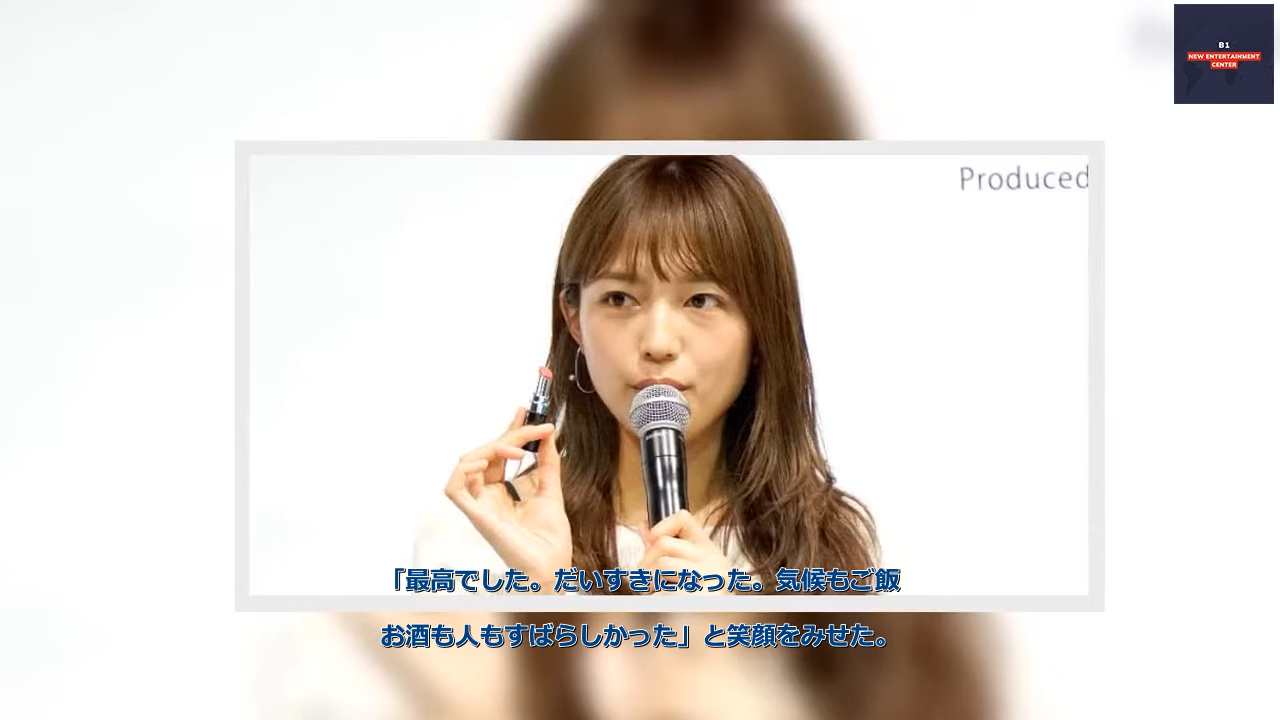 B1
NEW ENTERTAINMENT
CENTER
Produced
「最高でした。だいすきになった。気候もご飯
お酒も人もすばらしかった」と笑顔をみせた。